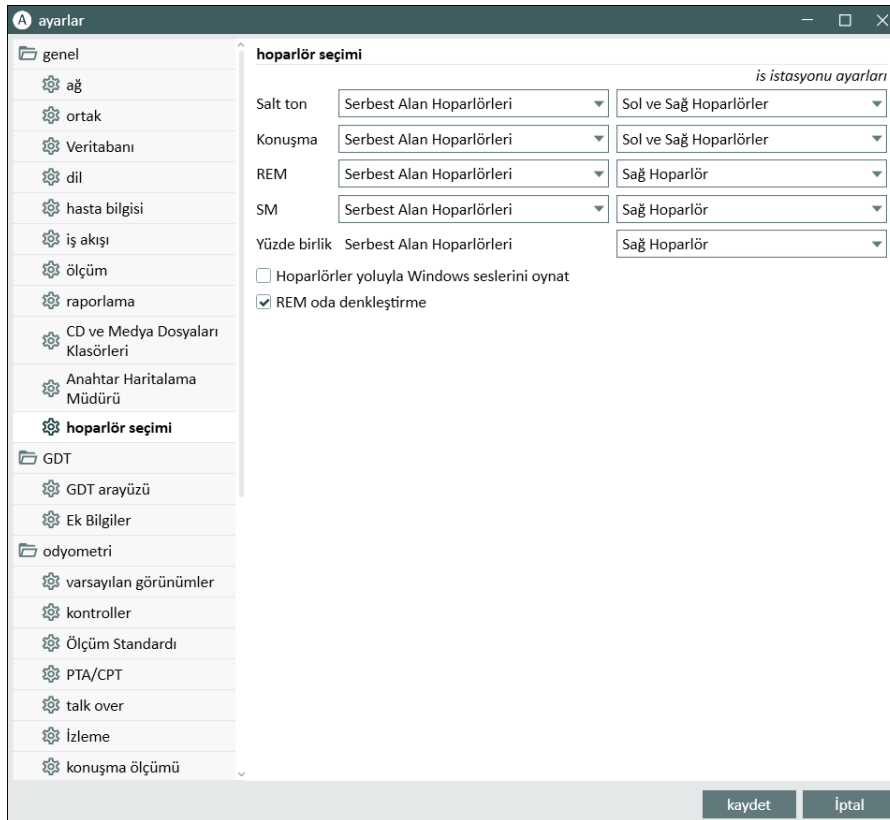 A ayarlar
genel
ağ
ortak
Veritabanı
dil
hasta bilgisi
iş akışı
ölçüm
raporlama
CD ve Medya Dosyaları
Klasörleri
Anahtar Haritalama
Müdürü
hoparlör seçimi
GDT
GDT arayüzü
Ek Bilgiler
odyometri
varsayılan görünümler
kontroller
Ölçüm Standardı
PTA/CPT
talk over
İzleme
konuşma ölçümü
hoparlör seçimi
is istasyonu ayarları
Salt ton Serbest Alan Hoparlörleri Sol ve Sağ Hoparlörler
Konuşma Serbest Alan Hoparlörleri Sol ve Sağ Hoparlörler
REM Serbest Alan Hoparlörleri Sağ Hoparlör
SM Serbest Alan Hoparlörleri Sağ Hoparlör
Yüzde birlik Serbest Alan Hoparlörleri Sağ Hoparlör
Hoparlörler yoluyla Windows seslerini oynat
REM oda denkleştirme
kaydet İptal